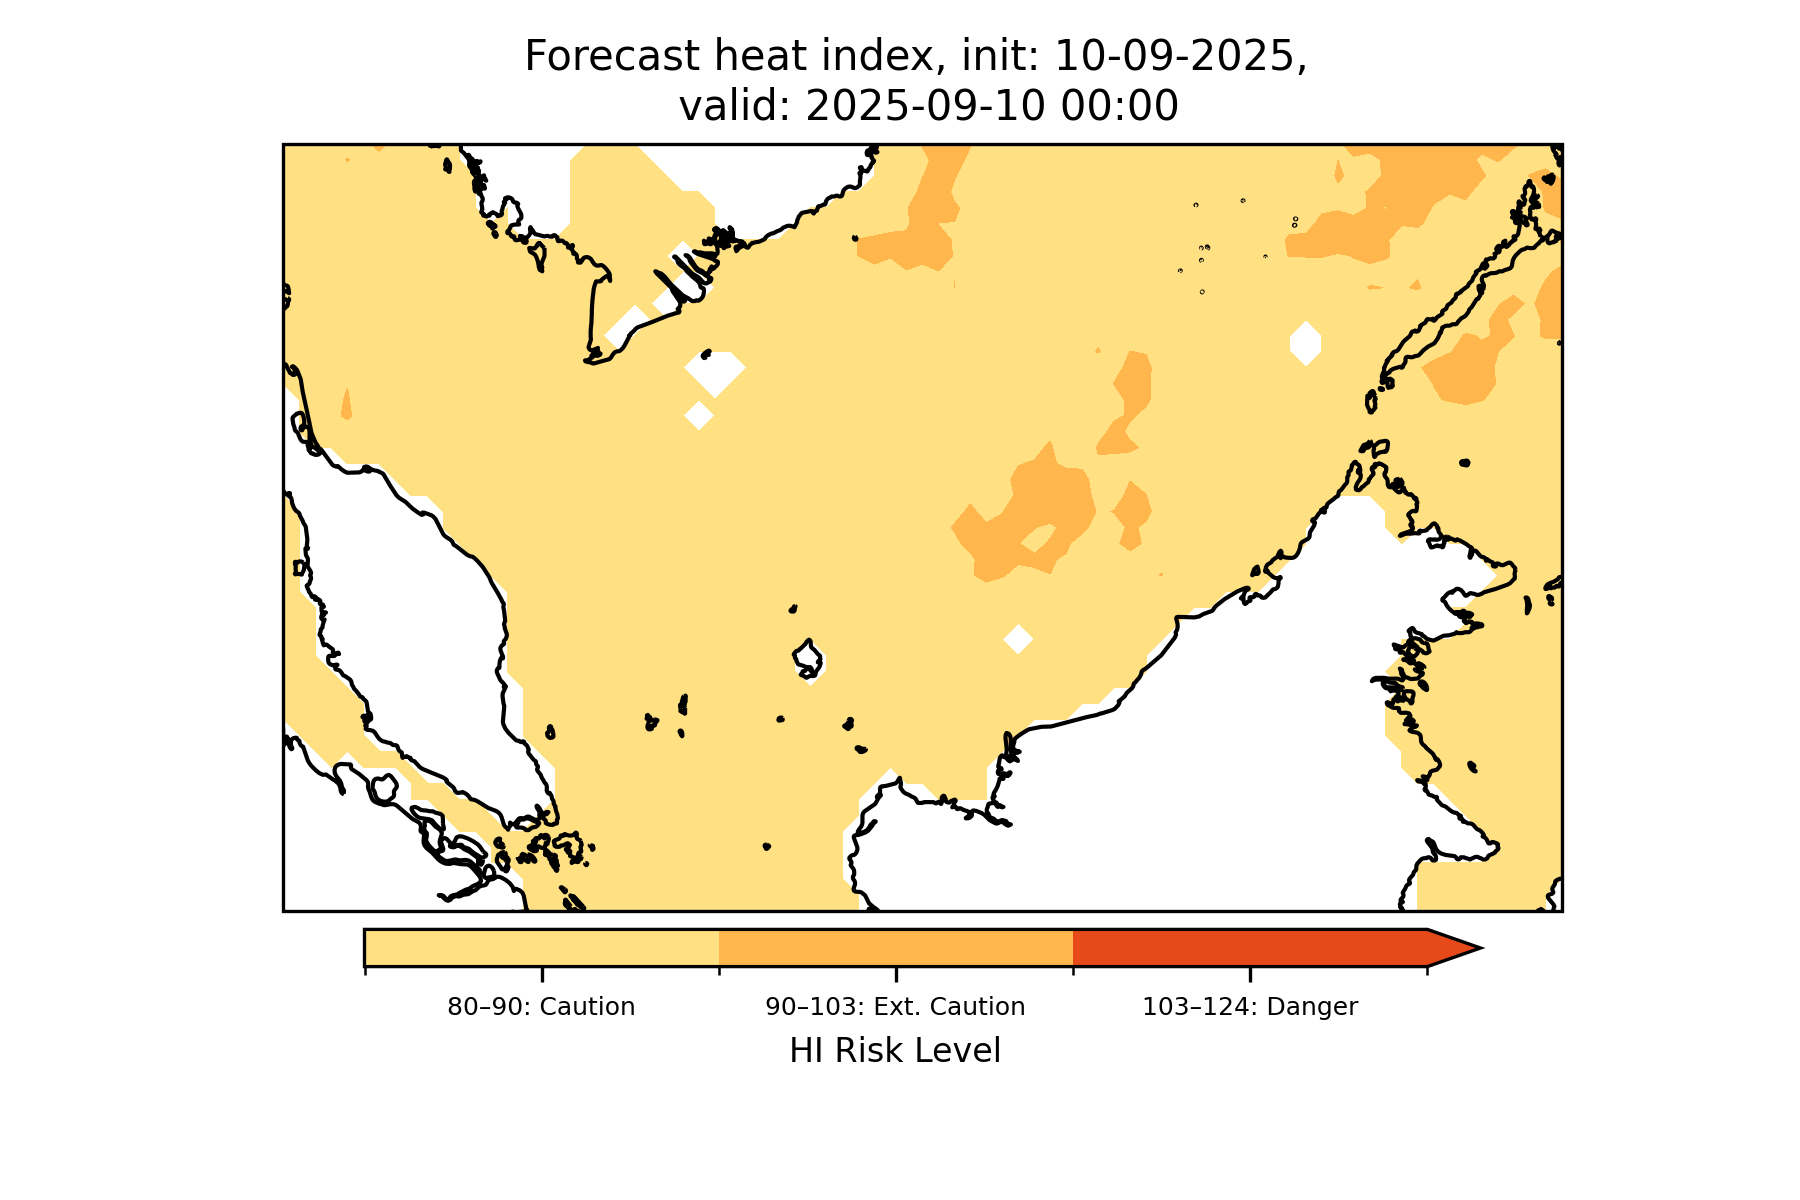 Forecast heat index, init: 10-09-2025,
valid: 2025-09-10 00:00
80–90: Caution
90–103: Ext. Caution
103–124: Danger
HI Risk Level